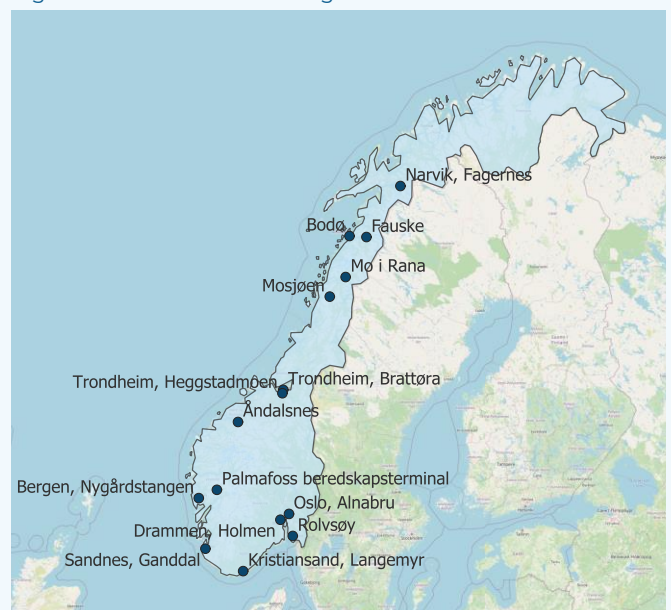 Narvik, Fagernes
Bodø
Fauske
Mo i Rana
Mosjøen
Trondheim, Heggstadmoen
Trondheim, Brattøra
Åndalsnes
Palmafoss beredskapsterminal
Bergen, Nygårdstangen
Oslo, Alnabru
Drammen, Holmen
Rolvsøy
Sandnes, Ganddal
Kristiansand, Langemyr